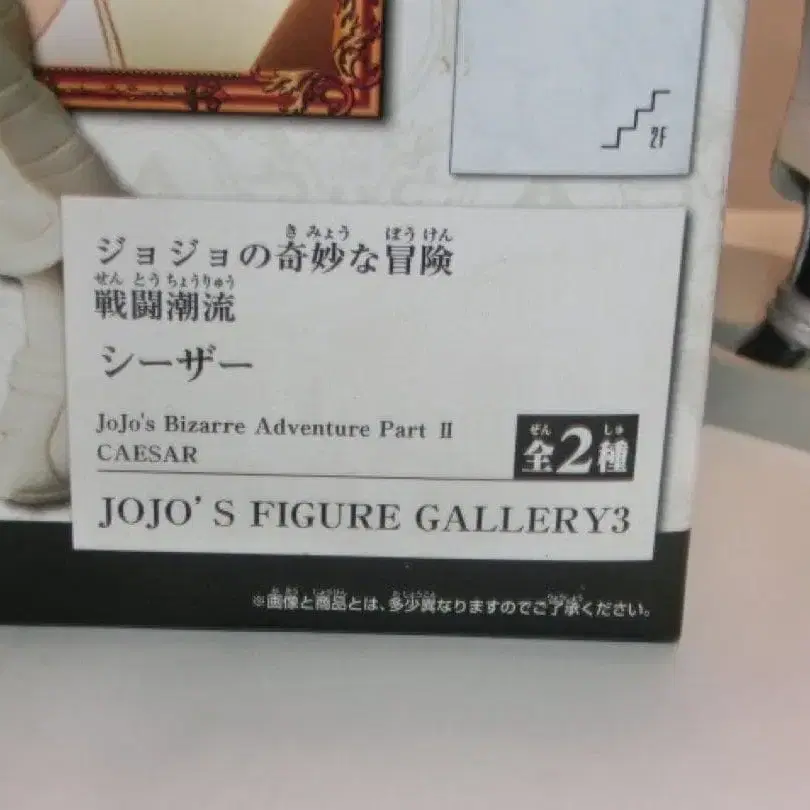 2F
ジョジョの奇妙な冒険
戦闘潮流
シーザー
JoJo's Bizarre Adventure Part Ⅱ
CAESAR
全2種
JOJO'S FIGURE GALLERY3
※画像と商品とは、多少異なりますのでご了承ください。